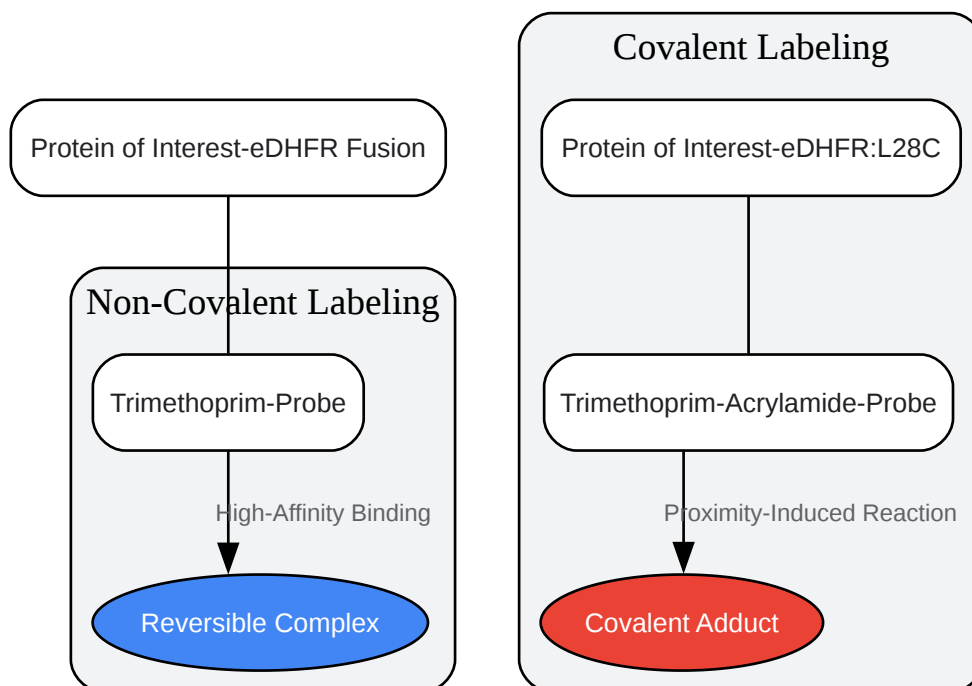 Protein of Interest-eDHFR Fusion
Non-Covalent Labeling
Trimethoprim-Probe
High-Affinity Binding
Reversible Complex
Covalent Labeling
Protein of Interest-eDHFR:L28C
Trimethoprim-Acrylamide-Probe
Proximity-Induced Reaction
Covalent Adduct